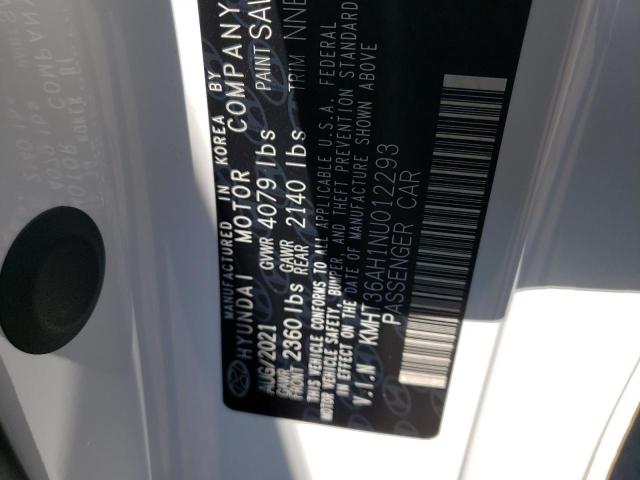 MANUFACTURED IN KOREA BY
HYUNDAI MOTOR COMPANY
AUG/2021 GVWR 4079 lbs PAINT SAW
GAWR FRONT 2360 lbs GAWR REAR 2140 lbs TRIM NNB
THIS VEHICLE CONFORMS TO ALL APPLICABLE U.S.A. FEDERAL
MOTOR VEHICLE SAFETY, BUMPER, AND THEFT PREVENTION STANDARD
IN EFFECT ON THE DATE OF MANUFACTURE SHOWN ABOVE
V.I.N KMHT36AH1NU012293
PASSENGER CAR